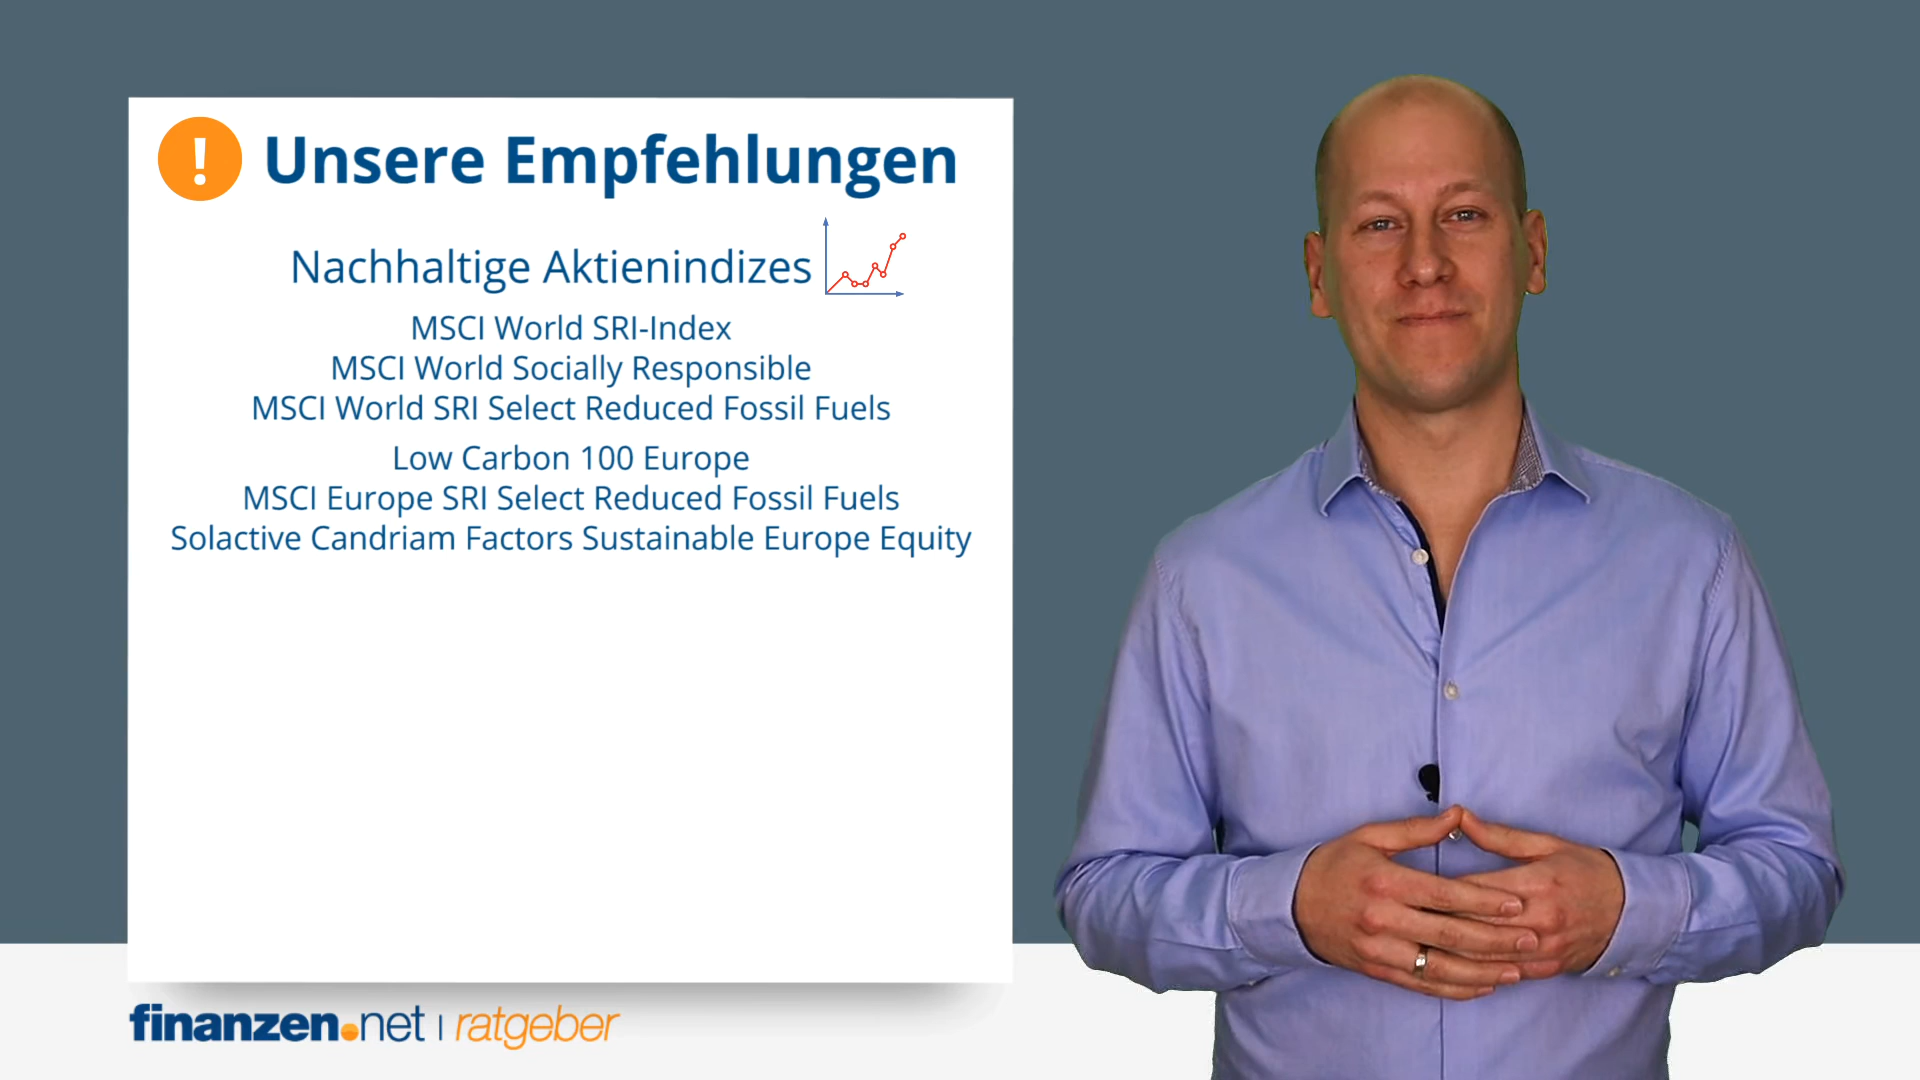 ! Unsere Empfehlungen
Nachhaltige Aktienindizes
MSCI World SRI-Index
MSCI World Socially Responsible
MSCI World SRI Select Reduced Fossil Fuels
Low Carbon 100 Europe
MSCI Europe SRI Select Reduced Fossil Fuels
Solactive Candriam Factors Sustainable Europe Equity
finanzen.net | ratgeber